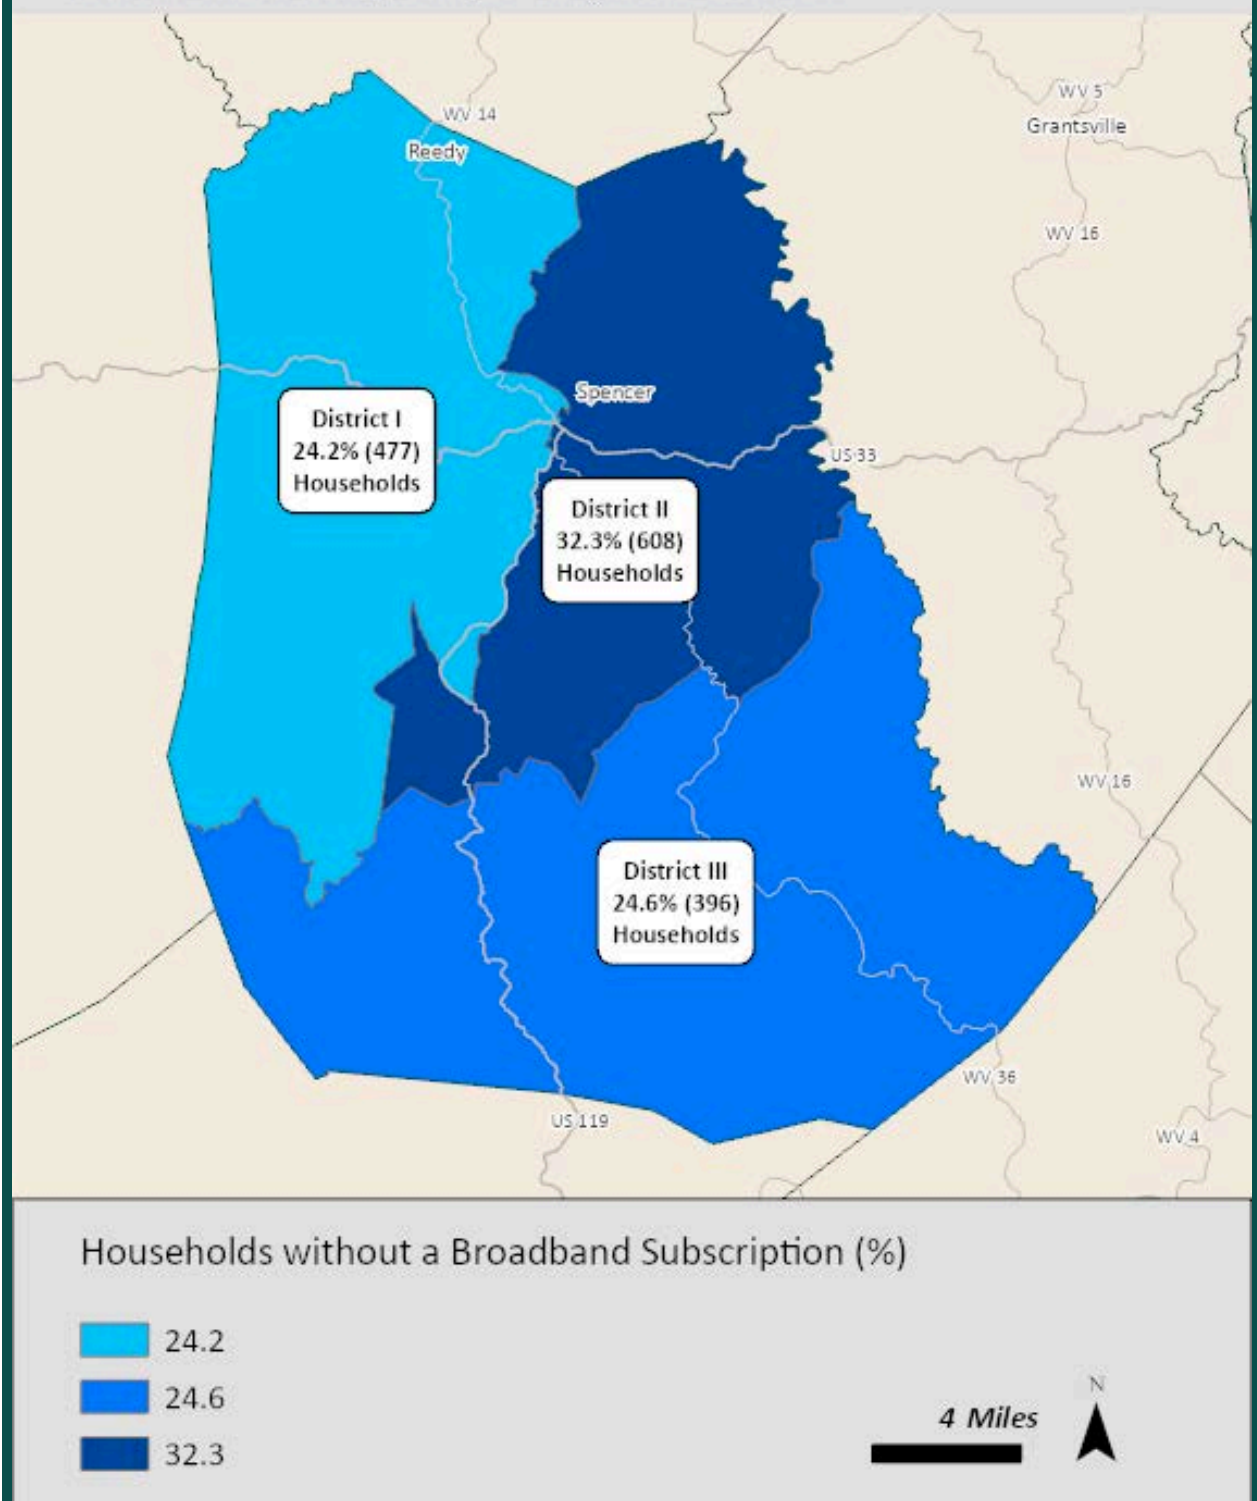 WV 14
Reedy
WV 5
Grantsville
WV 16
Spencer
District I
24.2% (477)
Households
US 33
District II
32.3% (608)
Households
WV 16
District III
24.6% (396)
Households
WV 36
US 119
WV 4
Households without a Broadband Subscription (%)
24.2
24.6
32.3
N
4 Miles